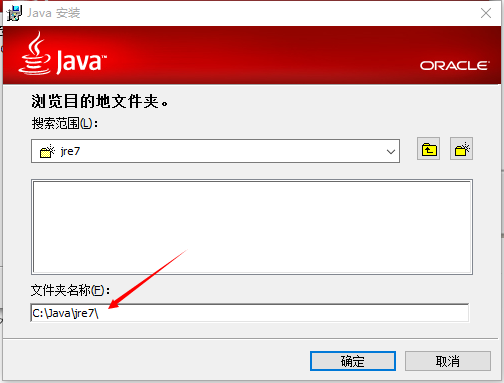 Java 安装
Java™
ORACLE
浏览目的地文件夹。
搜索范围(L):
jre7
文件夹名称(F):
C:\Java\jre7\
确定
取消